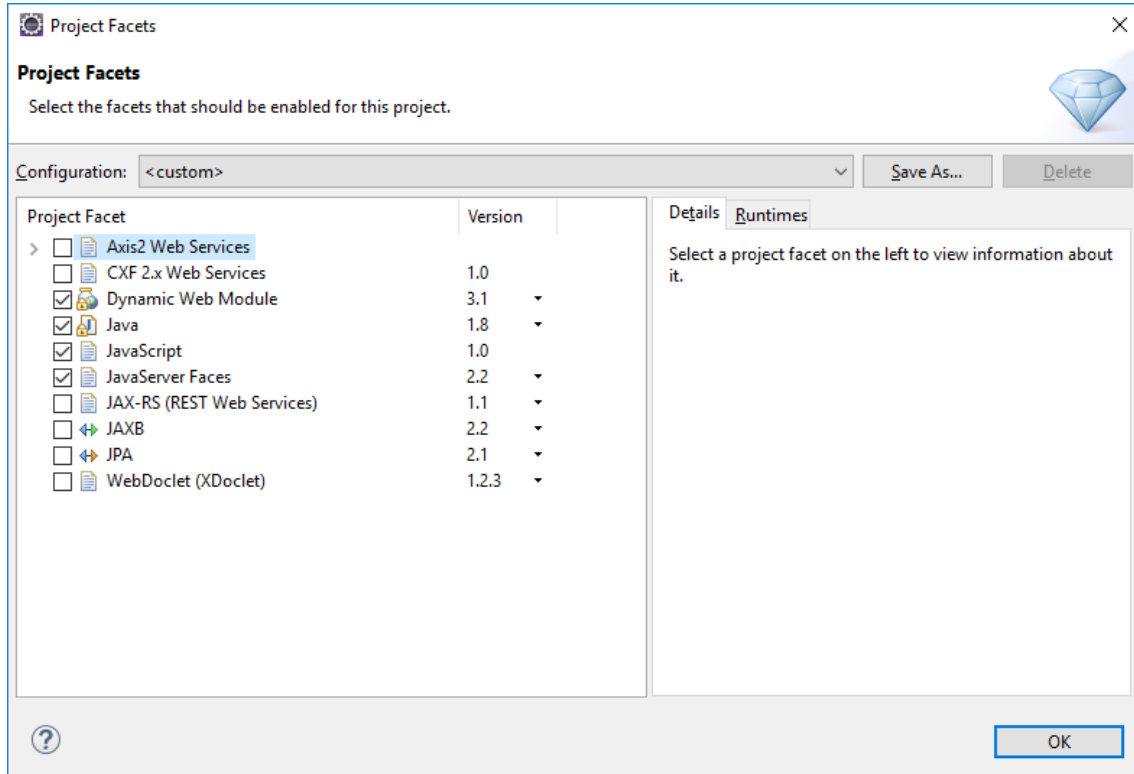 Project Facets
Project Facets
Select the facets that should be enabled for this project.
Configuration: <custom> Save As... Delete
Project Facet Version
Axis2 Web Services
CXF 2.x Web Services 1.0
Dynamic Web Module 3.1
Java 1.8
JavaScript 1.0
JavaServer Faces 2.2
JAX-RS (REST Web Services) 1.1
JAXB 2.2
JPA 2.1
WebDoclet (XDoclet) 1.2.3
Details Runtimes
Select a project facet on the left to view information about
it.
OK